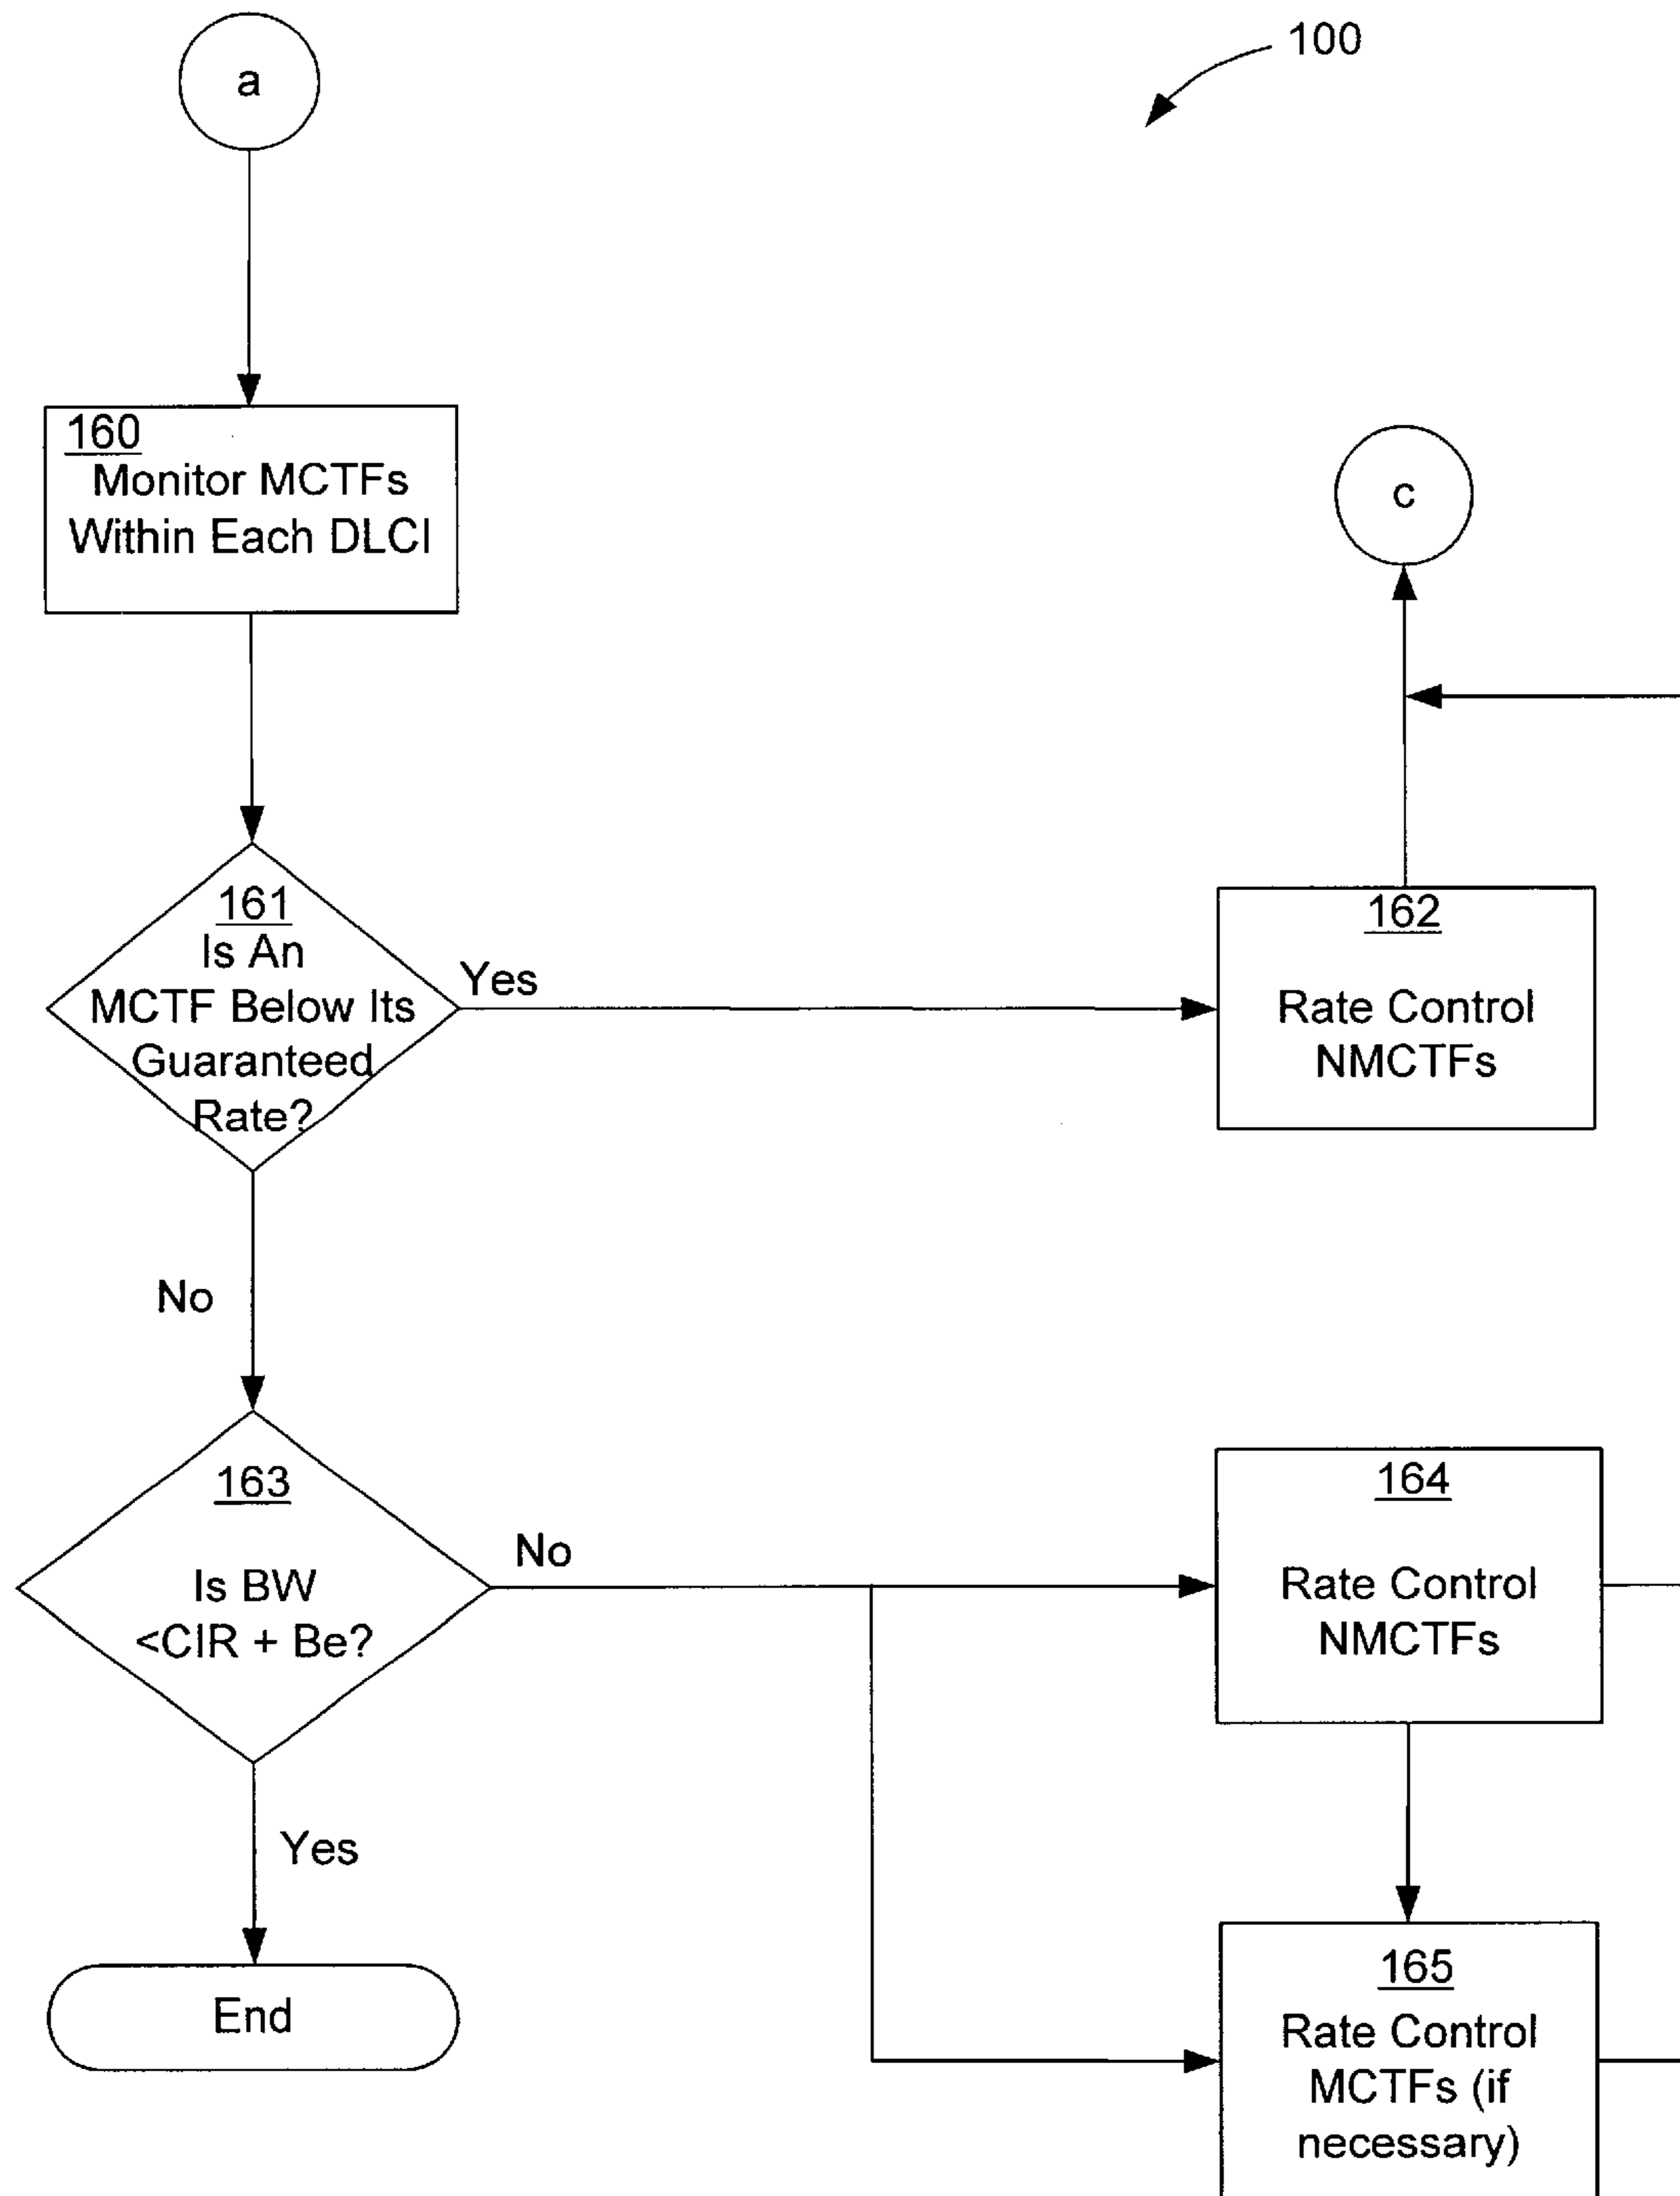 a
100
160
Monitor MCTFs
Within Each DLCI
c
161
Is An
MCTF Below Its
Guaranteed
Rate?
Yes
162
Rate Control
NMCTFs
No
163
Is BW
<CIR + Be?
No
164
Rate Control
NMCTFs
Yes
End
165
Rate Control
MCTFs (if
necessary)